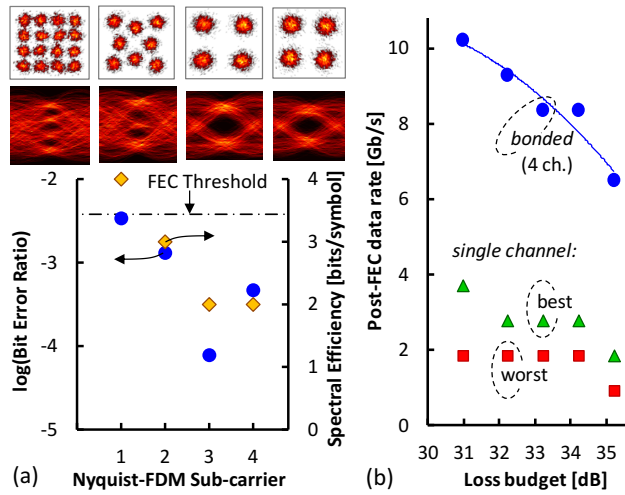 -2
-3
-4
-5
log(Bit Error Ratio)
FEC Threshold
4
3
2
1
0
Spectral Efficiency [bits/symbol]
1 2 3 4
(a) Nyquist-FDM Sub-carrier
10
8
6
4
2
0
Post-FEC data rate [Gb/s]
bonded
(4 ch.)
single channel:
best
worst
30 31 32 33 34 35
(b) Loss budget [dB]